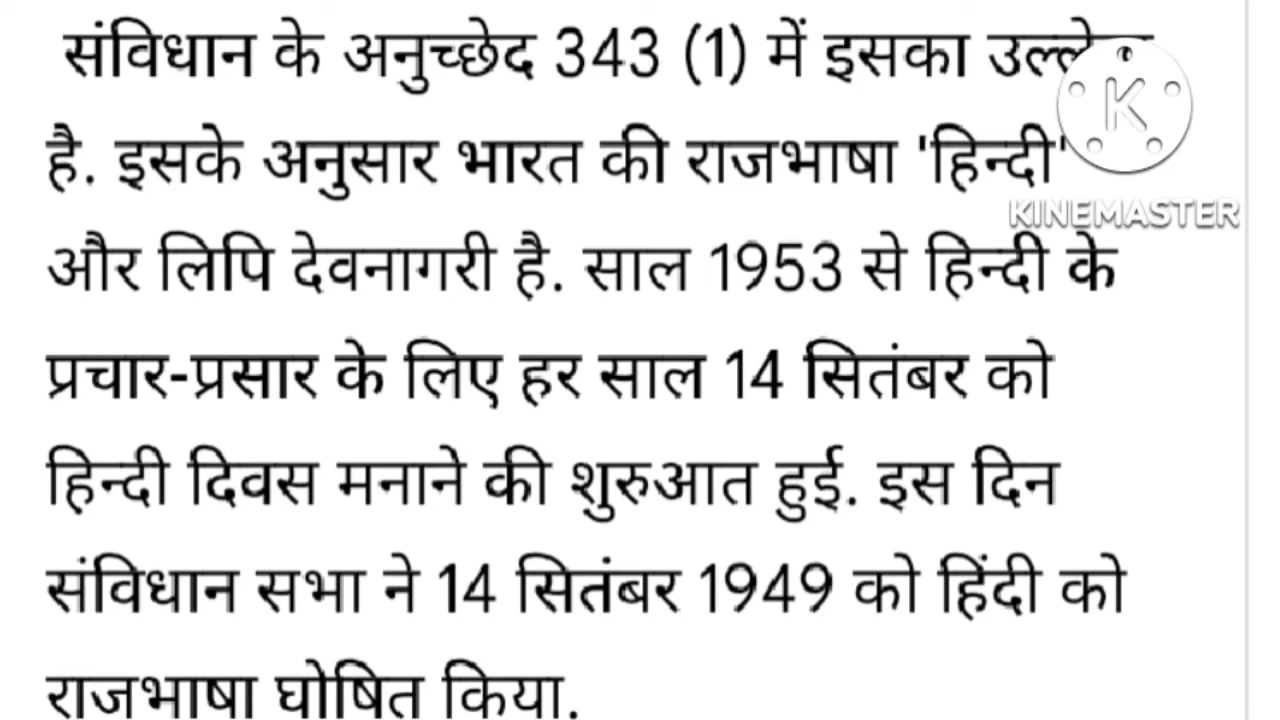 संविधान के अनुच्छेद 343 (1) में इसका
है. इसके अनुसार भारत की राजभाषा 'हिन्दी'
और लिपि देवनागरी है. साल 1953 से हिन्दी के
प्रचार-प्रसार के लिए हर साल 14 सितंबर को
हिन्दी दिवस मनाने की शुरुआत हुई. इस दिन
संविधान सभा ने 14 सितंबर 1949 को हिंदी को
राजभाषा घोषित किया.
K
KINEMASTER